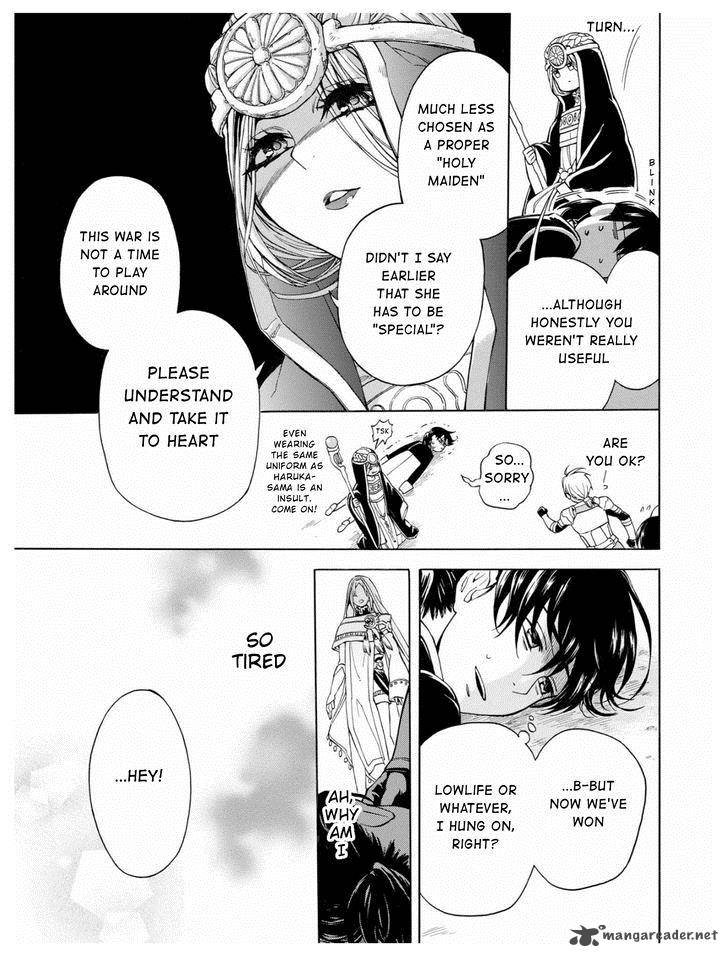 TURN...
BLINK
...ALTHOUGH
HONESTLY YOU
WEREN'T REALLY
USEFUL
MUCH LESS
CHOSEN AS
A PROPER
"HOLY
MAIDEN"
DIDN'T I SAY
EARLIER
THAT SHE
HAS TO BE
"SPECIAL"?
THIS WAR IS
NOT A TIME
TO PLAY
AROUND
PLEASE
UNDERSTAND
AND TAKE IT
TO HEART
ARE
YOU OK?
SO...
SORRY
...
TSK
EVEN
WEARING
THE SAME
UNIFORM AS
HARUKA-
SAMA IS AN
INSULT.
COME ON!
B-BUT
NOW WE'VE
WON
LOWLIFE OR
WHATEVER,
I HUNG ON,
RIGHT?
AH,
WHY
AM
I
SO
TIRED
...HEY!
mangareader.net